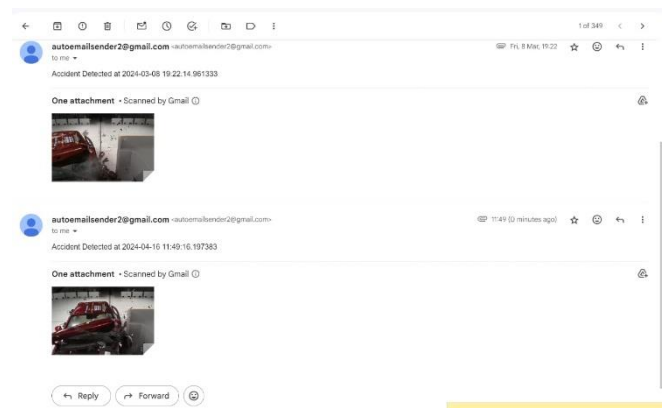 1 of 349
autoemailsender2@gmail.com <autoemailsender2@gmail.com>
Fri, 8 Mar, 19:22
to me
Accident Detected at 2024-03-08 19:22:14.961333
One attachment • Scanned by Gmail
autoemailsender2@gmail.com <autoemailsender2@gmail.com>
11:49 (0 minutes ago)
to me
Accident Detected at 2024-04-16 11:49:16.197383
One attachment • Scanned by Gmail
Reply
Forward